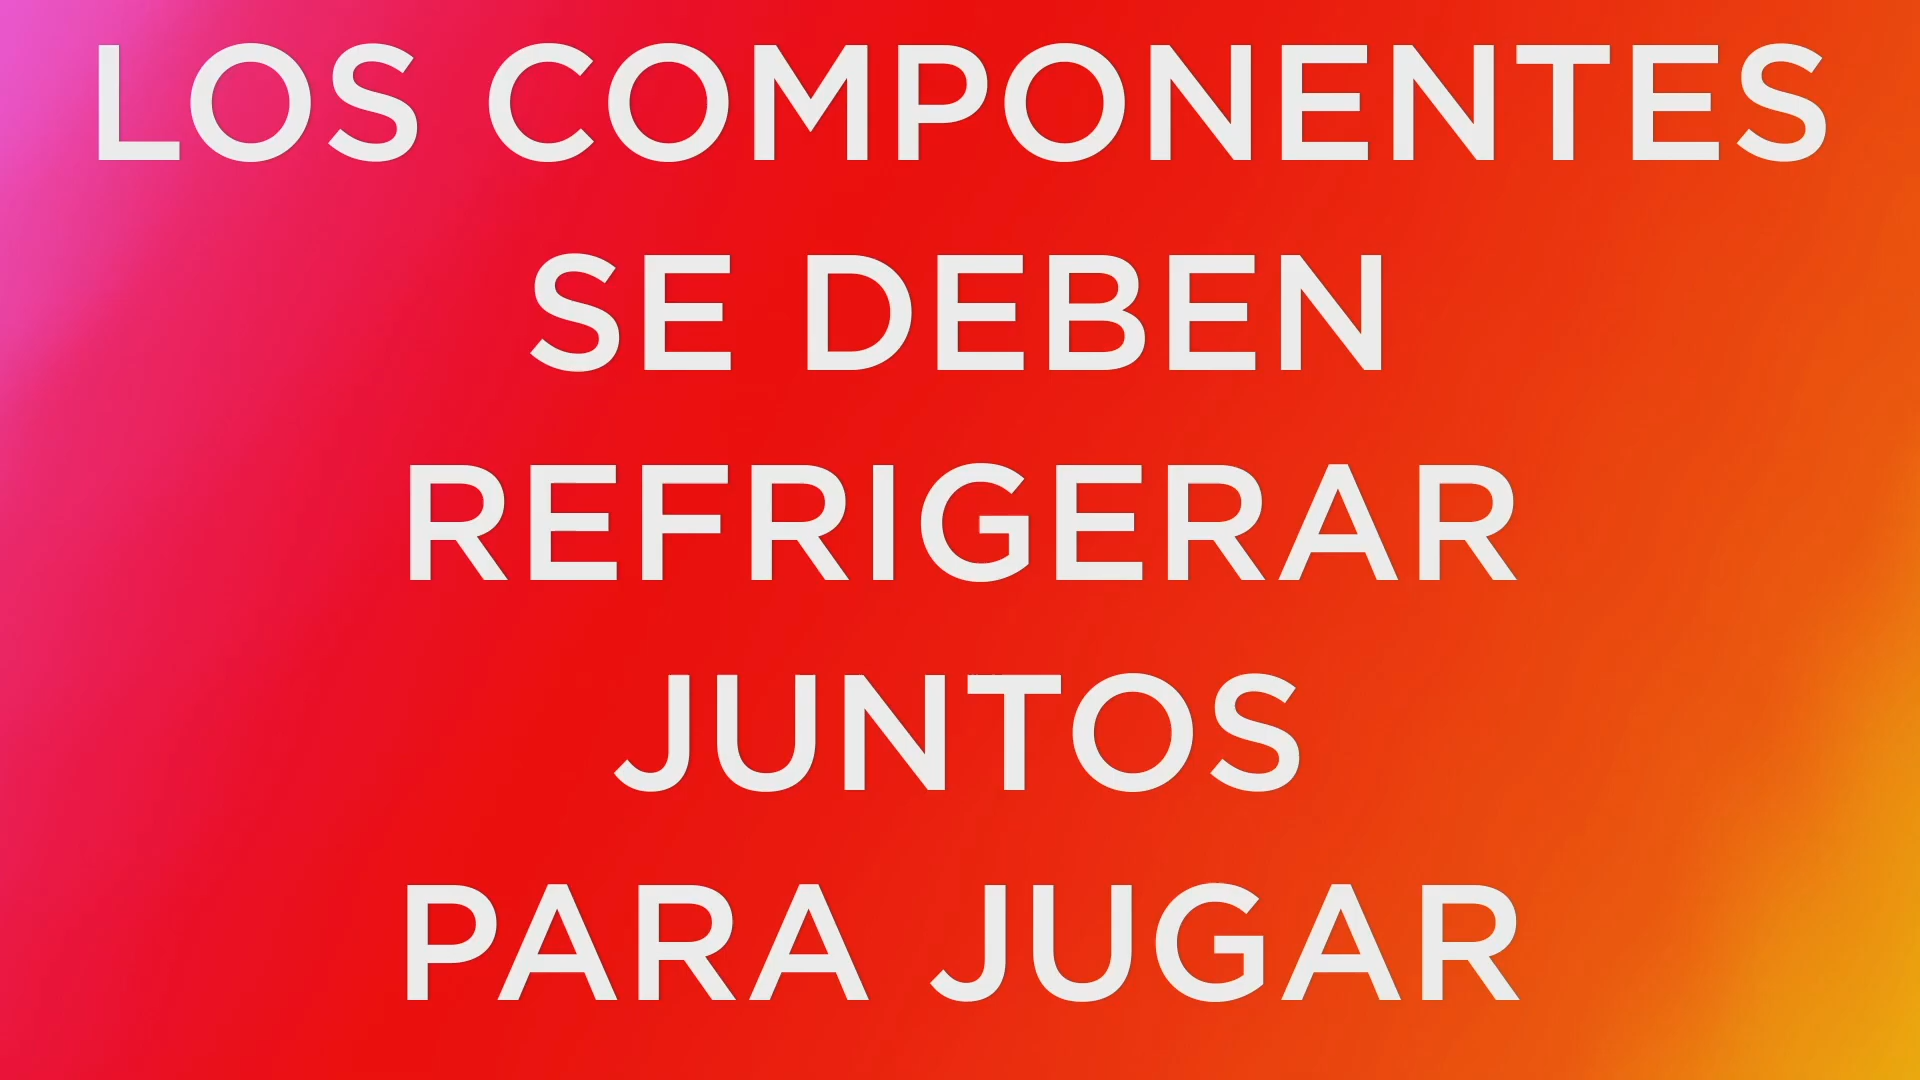 LOS COMPONENTES
SE DEBEN
REFRIGERAR
JUNTOS
PARA JUGAR